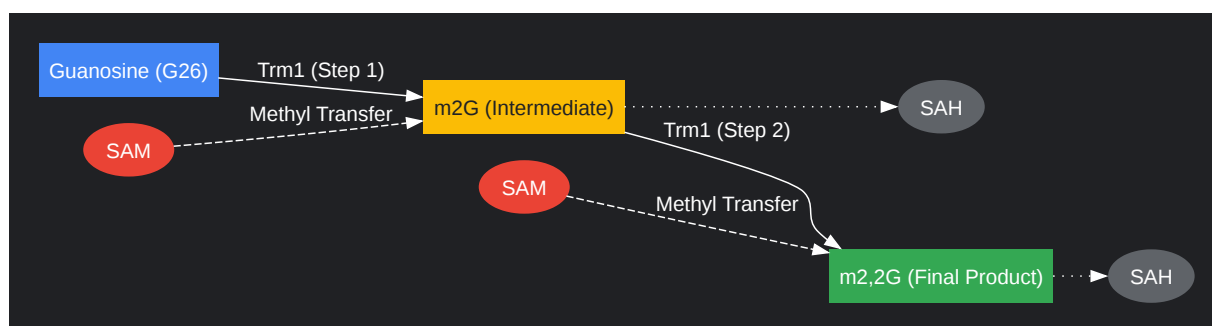 Guanosine (G26)
Trm1 (Step 1)
Methyl Transfer
SAM
m2G (Intermediate)
SAH
Trm1 (Step 2)
SAM
Methyl Transfer
m2,2G (Final Product)
SAH